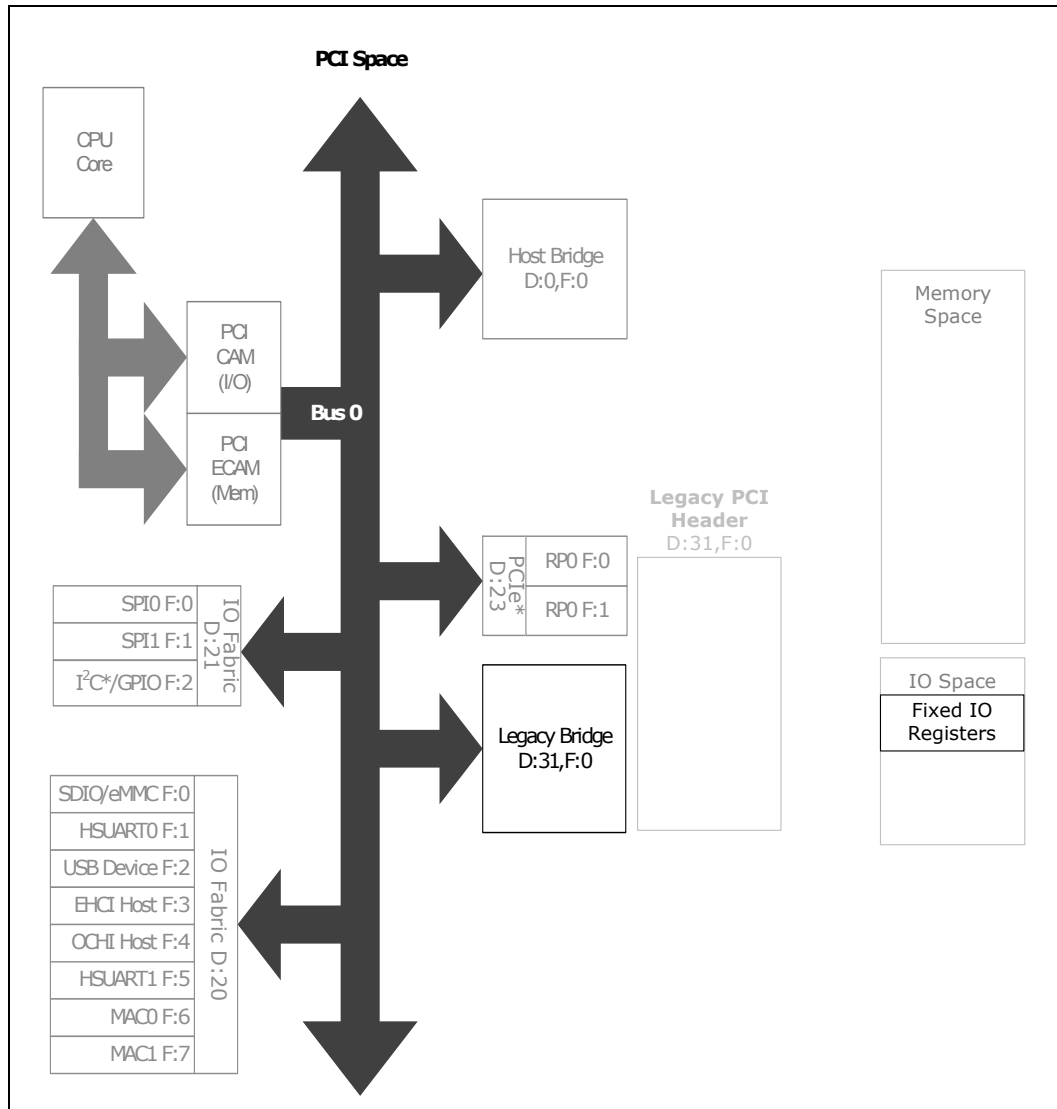 PCI Space
CPU
Core
Host Bridge
D:0,F:0
Memory
Space
PCI
CAM
(I/O)
Bus 0
PCI
ECAM
(Mem)
Legacy PCI
Header
D:31,F:0
PCIe*
D:23
RP0 F:0
RP0 F:1
SPI0 F:0
SPI1 F:1
I²C*/GPIO F:2
IO Fabric
D:21
Legacy Bridge
D:31,F:0
IO Space
Fixed IO
Registers
SDIO/eMMC F:0
HSUART0 F:1
USB Device F:2
EHCI Host F:3
OCHI Host F:4
HSUART1 F:5
MAC0 F:6
MAC1 F:7
IO Fabric D:20